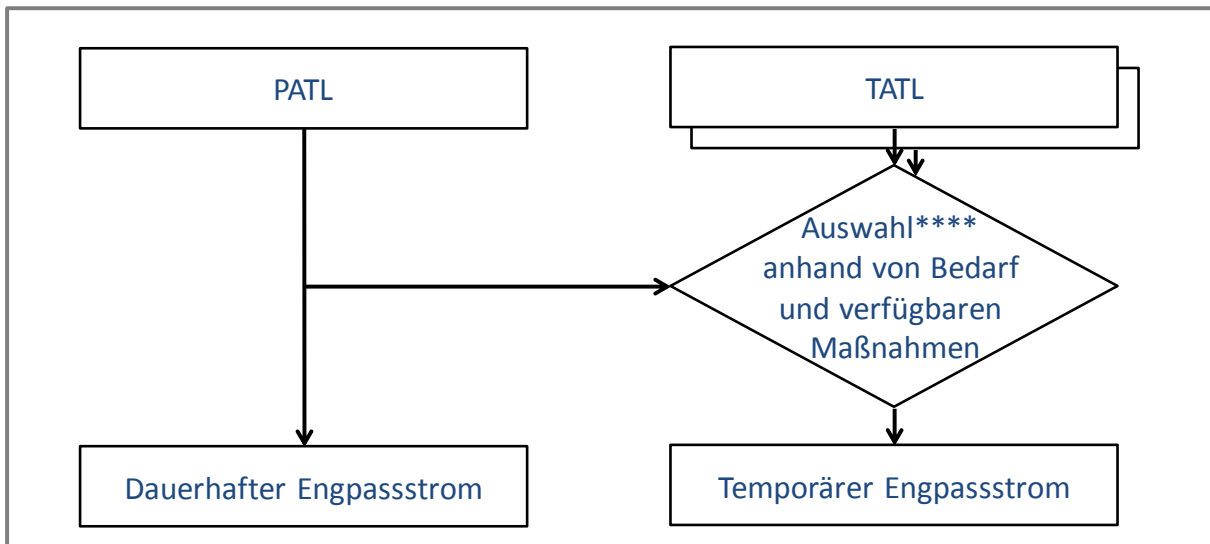 PATL
TATL
Auswahl****
anhand von Bedarf
und verfügbaren
Maßnahmen
Dauerhafter Engpassstrom
Temporärer Engpassstrom